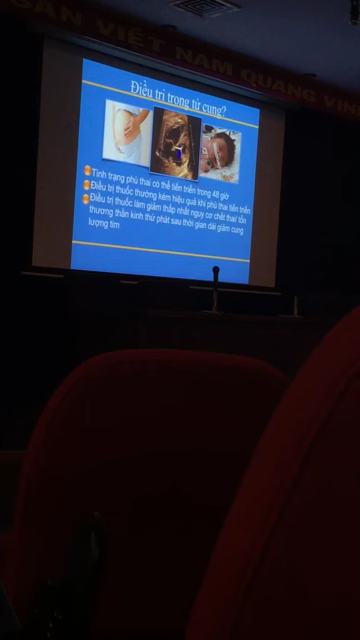 ĐẢNG VIỆT NAM QUANG VINH
Điều trị trong tử cung?
Tình trạng phù thai có thể tiến triển trong 48 giờ
Điều trị thuốc thường kém hiệu quả khi phù thai tiến triển
Điều trị thuốc làm giảm thấp nhất nguy cơ chết thai/ tổn
thương thần kinh thứ phát sau thời gian dài giảm cung
lượng tim